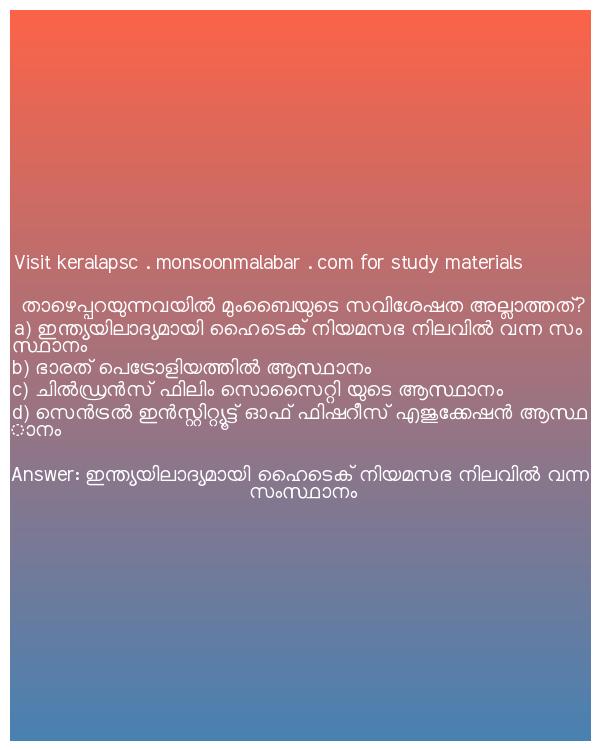 Visit keralapsc . monsoonmalabar . com for study materials
താഴെപ്പറയുന്നവയിൽ മുംബൈയുടെ സവിശേഷത അല്ലാത്തത്?
a) ഇന്ത്യയിലാദ്യമായി ഹൈടെക് നിയമസഭ നിലവിൽ വന്ന സം
സ്ഥാനം
b) ഭാരത് പെട്രോളിയത്തിൽ ആസ്ഥാനം
c) ചിൽഡ്രൻസ് ഫിലിം സൊസൈറ്റി യുടെ ആസ്ഥാനം
d) സെൻട്രൽ ഇൻസ്റ്റിറ്റ്യൂട്ട് ഓഫ് ഫിഷറീസ് എജുക്കേഷൻ ആസ്ഥ
ാനം
Answer: ഇന്ത്യയിലാദ്യമായി ഹൈടെക് നിയമസഭ നിലവിൽ വന്ന
സംസ്ഥാനം